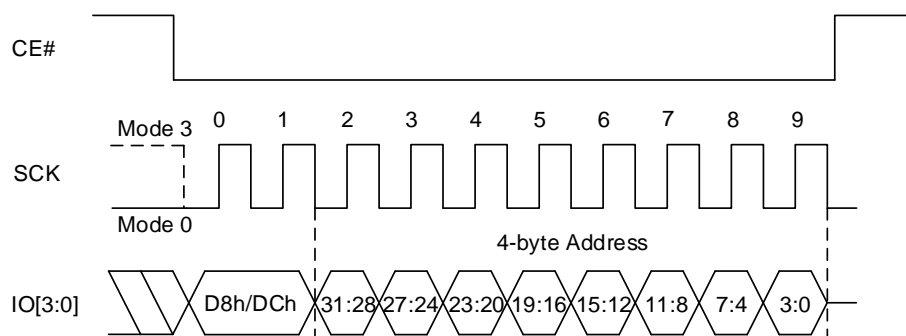 CE#
0 1 2 3 4 5 6 7 8 9
Mode 3
SCK
Mode 0
4-byte Address
IO[3:0] D8h/DCh 31:28 27:24 23:20 19:16 15:12 11:8 7:4 3:0